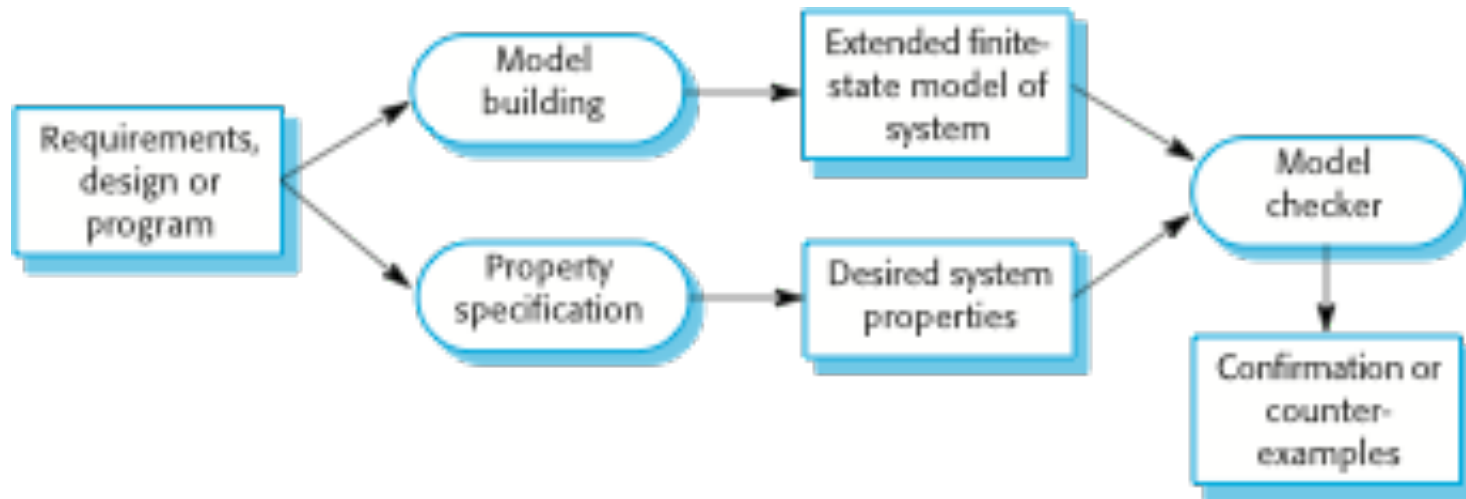 Requirements,
design or
program
Model
building
Extended finite-
state model of
system
Property
specification
Desired system
properties
Model
checker
Confirmation or
counter-
examples